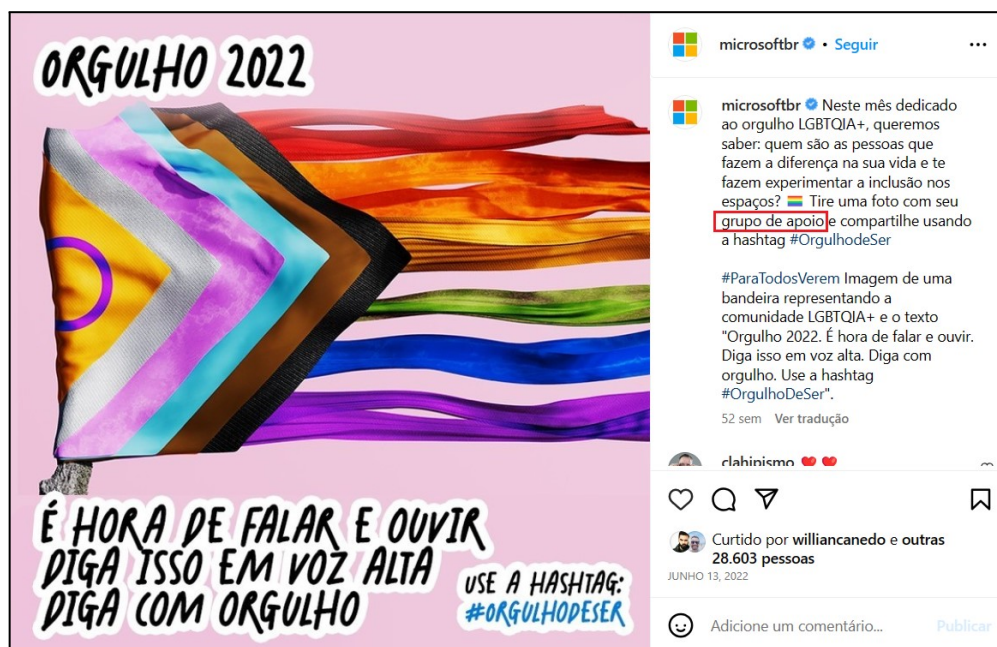 ORGULHO 2022
É HORA DE FALAR E OUVIR
DIGA ISSO EM VOZ ALTA
DIGA COM ORGULHO
USE A HASHTAG:
#ORGULHODESER
microsoftbr • Seguir
microsoftbr Neste mês dedicado
ao orgulho LGBTQIA+, queremos
saber: quem são as pessoas que
fazem a diferença na sua vida e te
fazem experimentar a inclusão nos
espaços? 🏳️‍🌈 Tire uma foto com seu
grupo de apoio e compartilhe usando
a hashtag #OrgulhodeSer
#ParaTodosVerem Imagem de uma
bandeira representando a
comunidade LGBTQIA+ e o texto
"Orgulho 2022. É hora de falar e ouvir.
Diga isso em voz alta. Diga com
orgulho. Use a hashtag
#OrgulhoDeSer".
52 sem Ver tradução
clahipismo ❤️ ❤️
Curtido por williancanedo e outras
28.603 pessoas
JUNHO 13, 2022
Adicione um comentário... Publicar